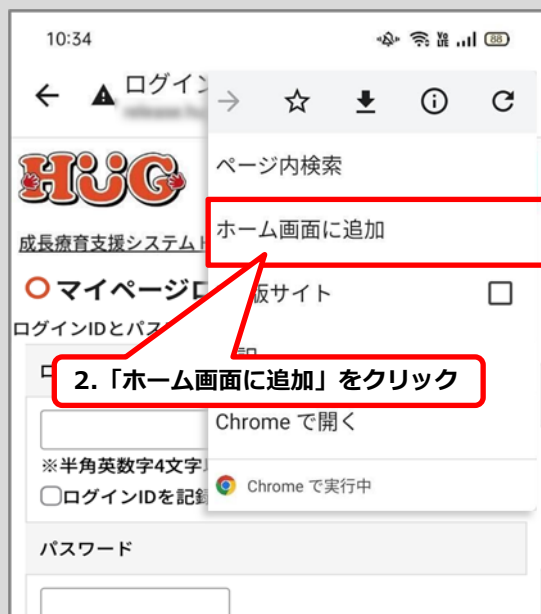 10:34
88
ログイン
ページ内検索
HUG
ホーム画面に追加
成長療育支援システム
マイページロ
版サイト
ログインIDとパス
2.「ホーム画面に追加」をクリック
Chrome で開く
※半角英数字4文字
ログインIDを記録
Chrome で実行中
パスワード